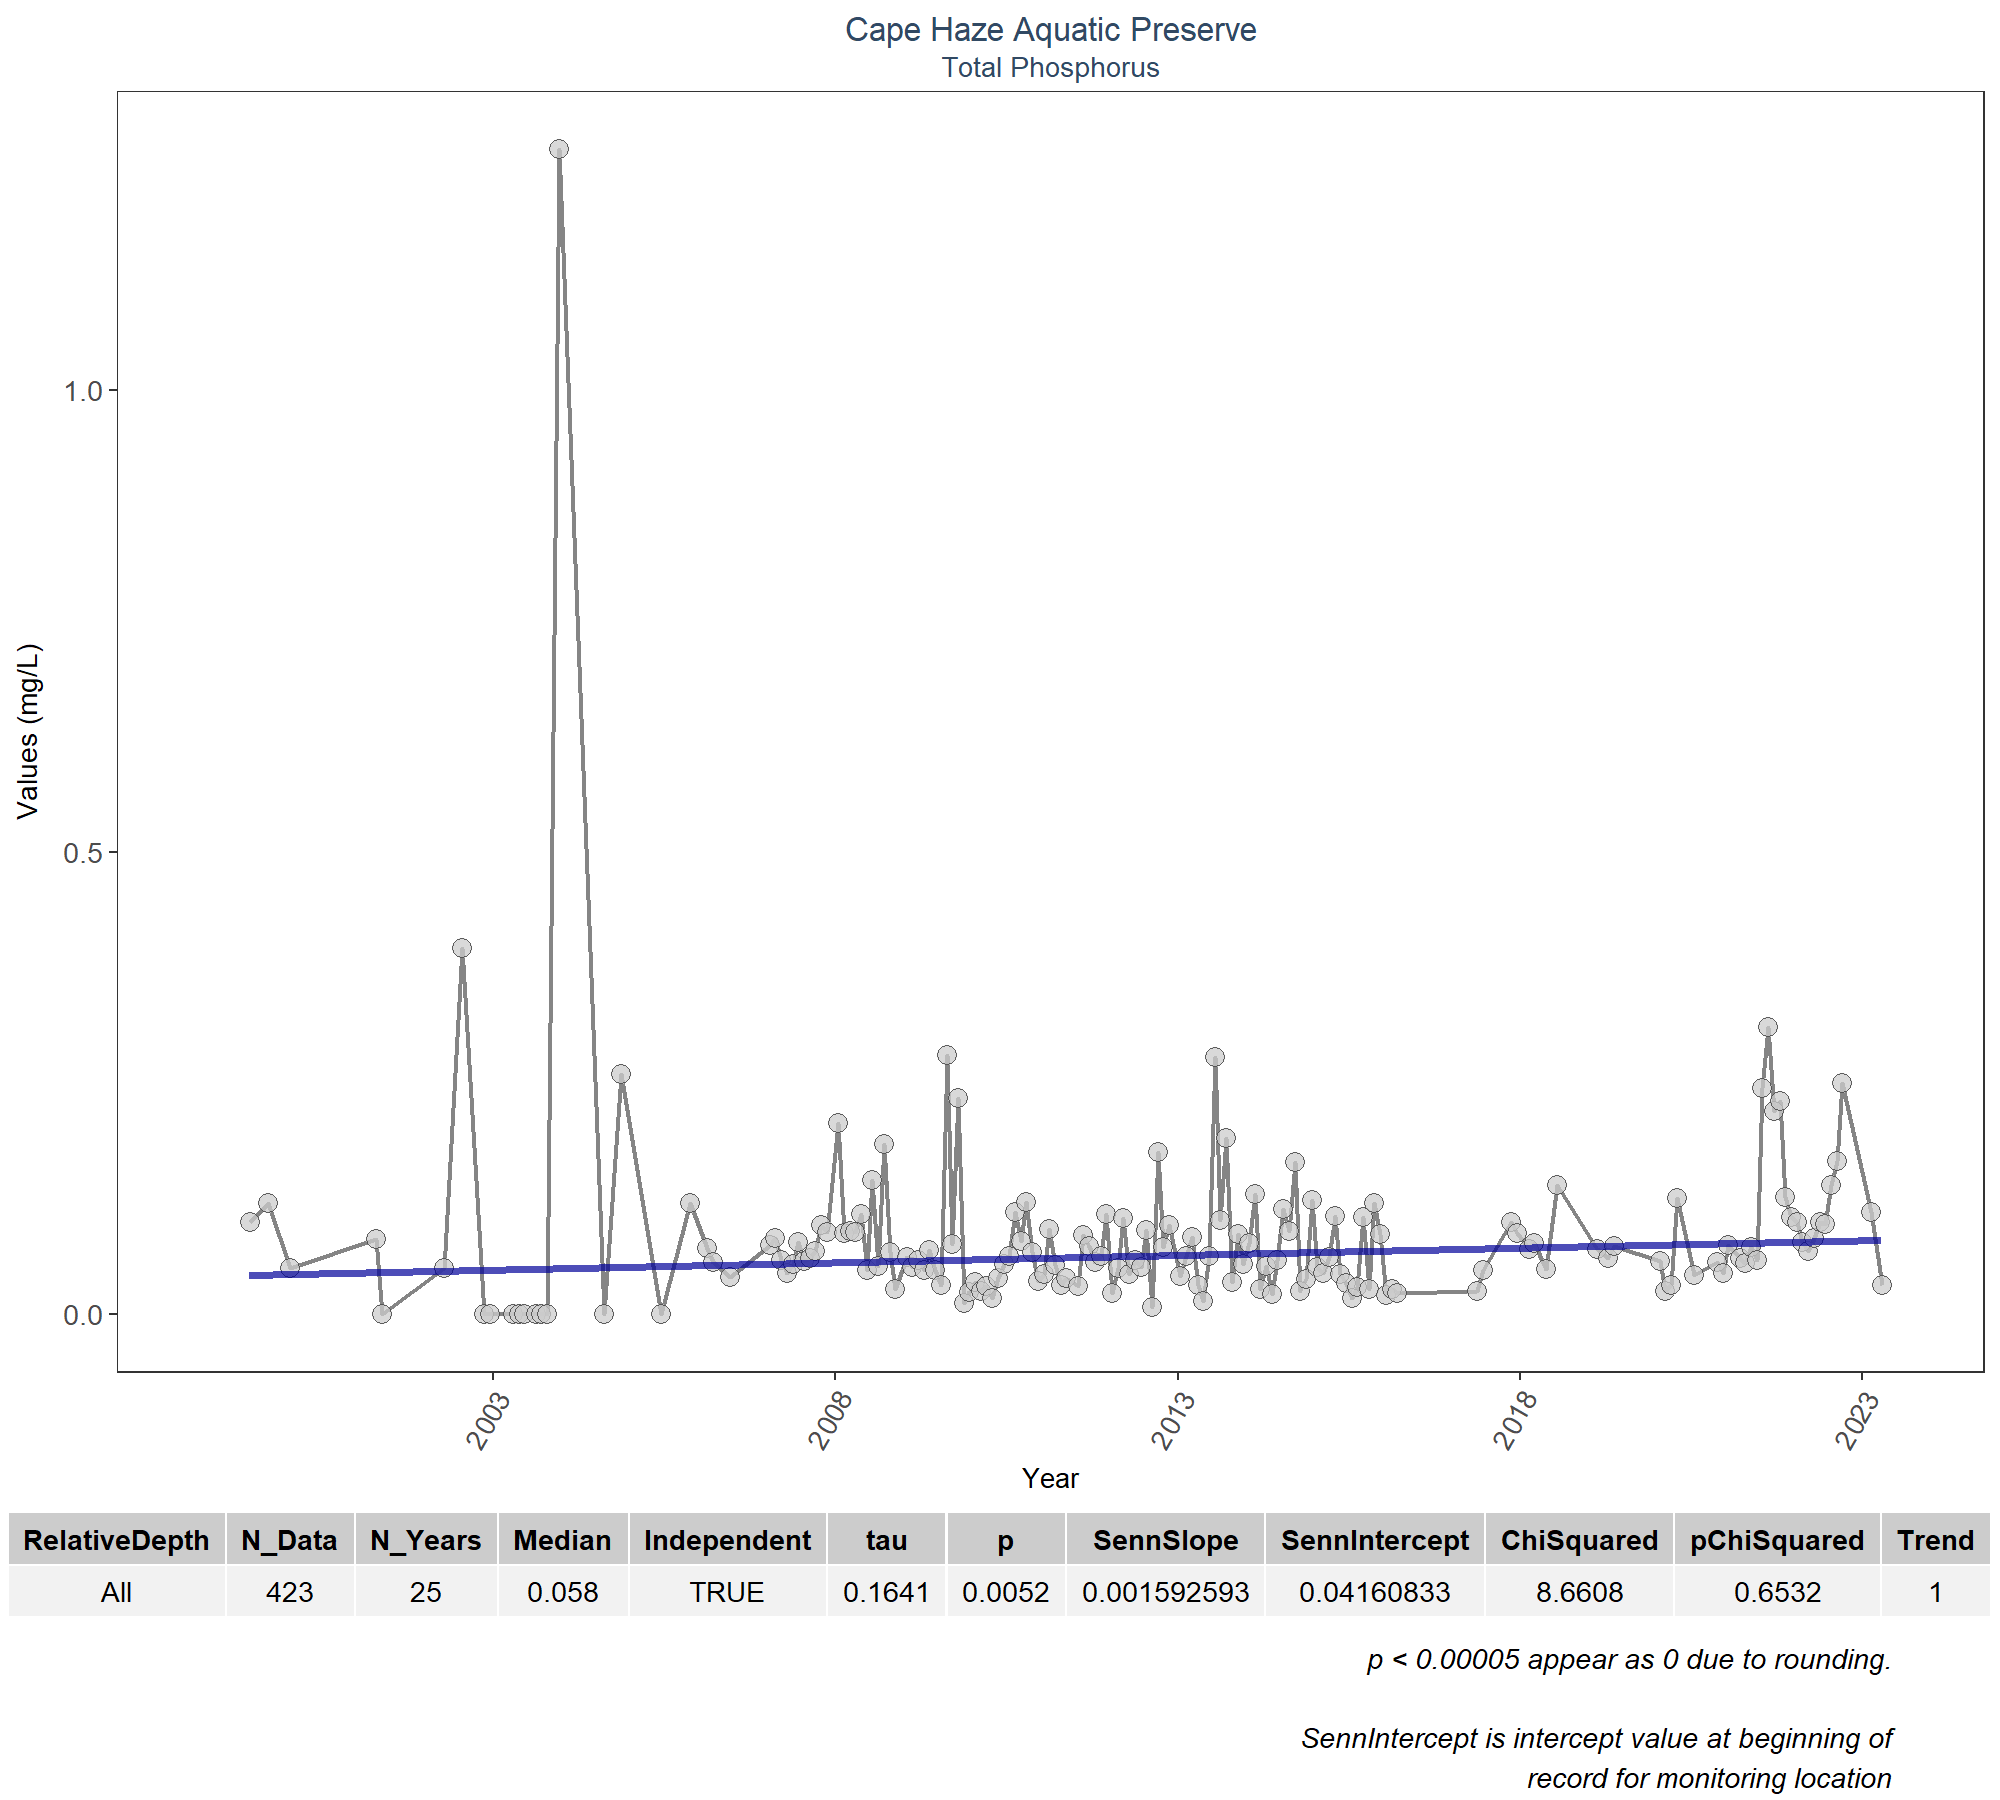 Cape Haze Aquatic Preserve
Total Phosphorus
1.0
0.5
0.0
Values (mg/L)
2003 2008 2013 2018 2023
Year
RelativeDepth N_Data N_Years Median Independent tau p SennSlope SennIntercept ChiSquared pChiSquared Trend
All 423 25 0.058 TRUE 0.1641 0.0052 0.001592593 0.04160833 8.6608 0.6532 1
p < 0.00005 appear as 0 due to rounding.
SennIntercept is intercept value at beginning of
record for monitoring location